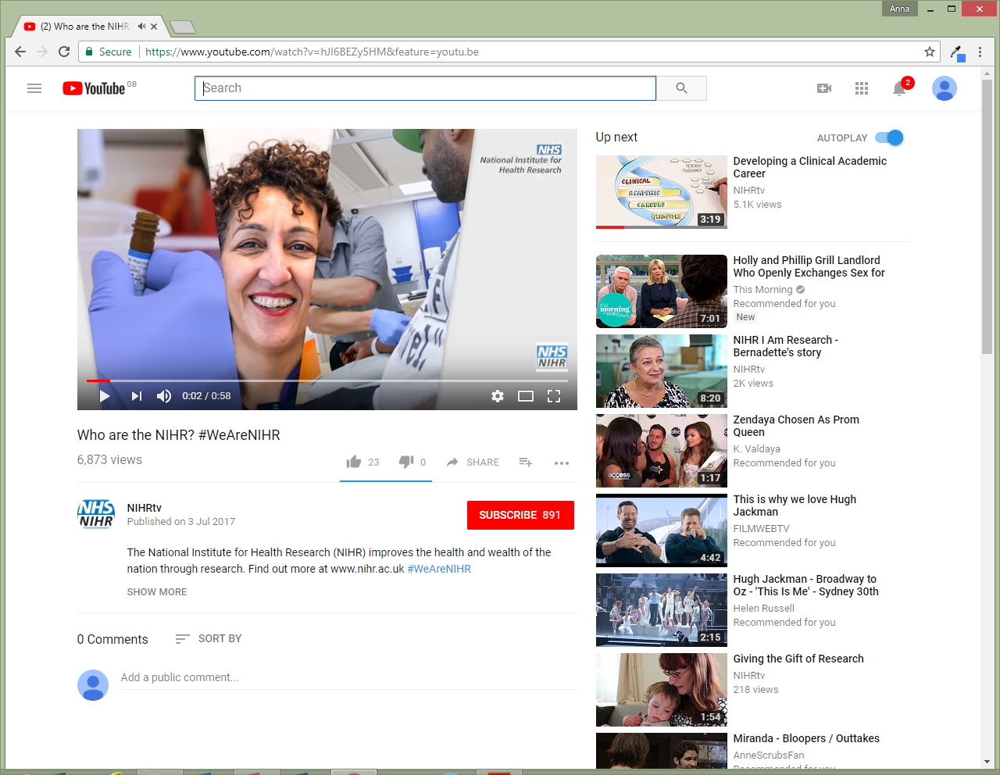 Anna
(2) Who are the NIHR
Secure
https://www.youtube.com/watch?v=hJI6BEZy5HM&feature=youtu.be
YouTube GB
Search
2
NHS
National Institute for
Health Research
NHS
NIHR
0:02 / 0:58
Who are the NIHR? #WeAreNIHR
6,873 views
23
0
SHARE
NHS
NIHR
NIHRtv
Published on 3 Jul 2017
SUBSCRIBE 891
The National Institute for Health Research (NIHR) improves the health and wealth of the
nation through research. Find out more at www.nihr.ac.uk #WeAreNIHR
SHOW MORE
0 Comments
SORT BY
Add a public comment...
Up next
AUTOPLAY
CLINICAL
ACADEMIC
CAREERS
FRAMEWORK
3:19
Developing a Clinical Academic
Career
NIHRtv
5.1K views
this
morning
7:01
Holly and Phillip Grill Landlord
Who Openly Exchanges Sex for
This Morning
Recommended for you
New
8:20
NIHR I Am Research -
Bernadette's story
NIHRtv
2K views
abc
access
1:17
Zendaya Chosen As Prom
Queen
K. Valdaya
Recommended for you
4:42
This is why we love Hugh
Jackman
FILMWEBTV
Recommended for you
2:15
Hugh Jackman - Broadway to
Oz - 'This Is Me' - Sydney 30th
Helen Russell
Recommended for you
1:54
Giving the Gift of Research
NIHRtv
218 views
Miranda - Bloopers / Outtakes
AnneScrubsFan
Recommended for you